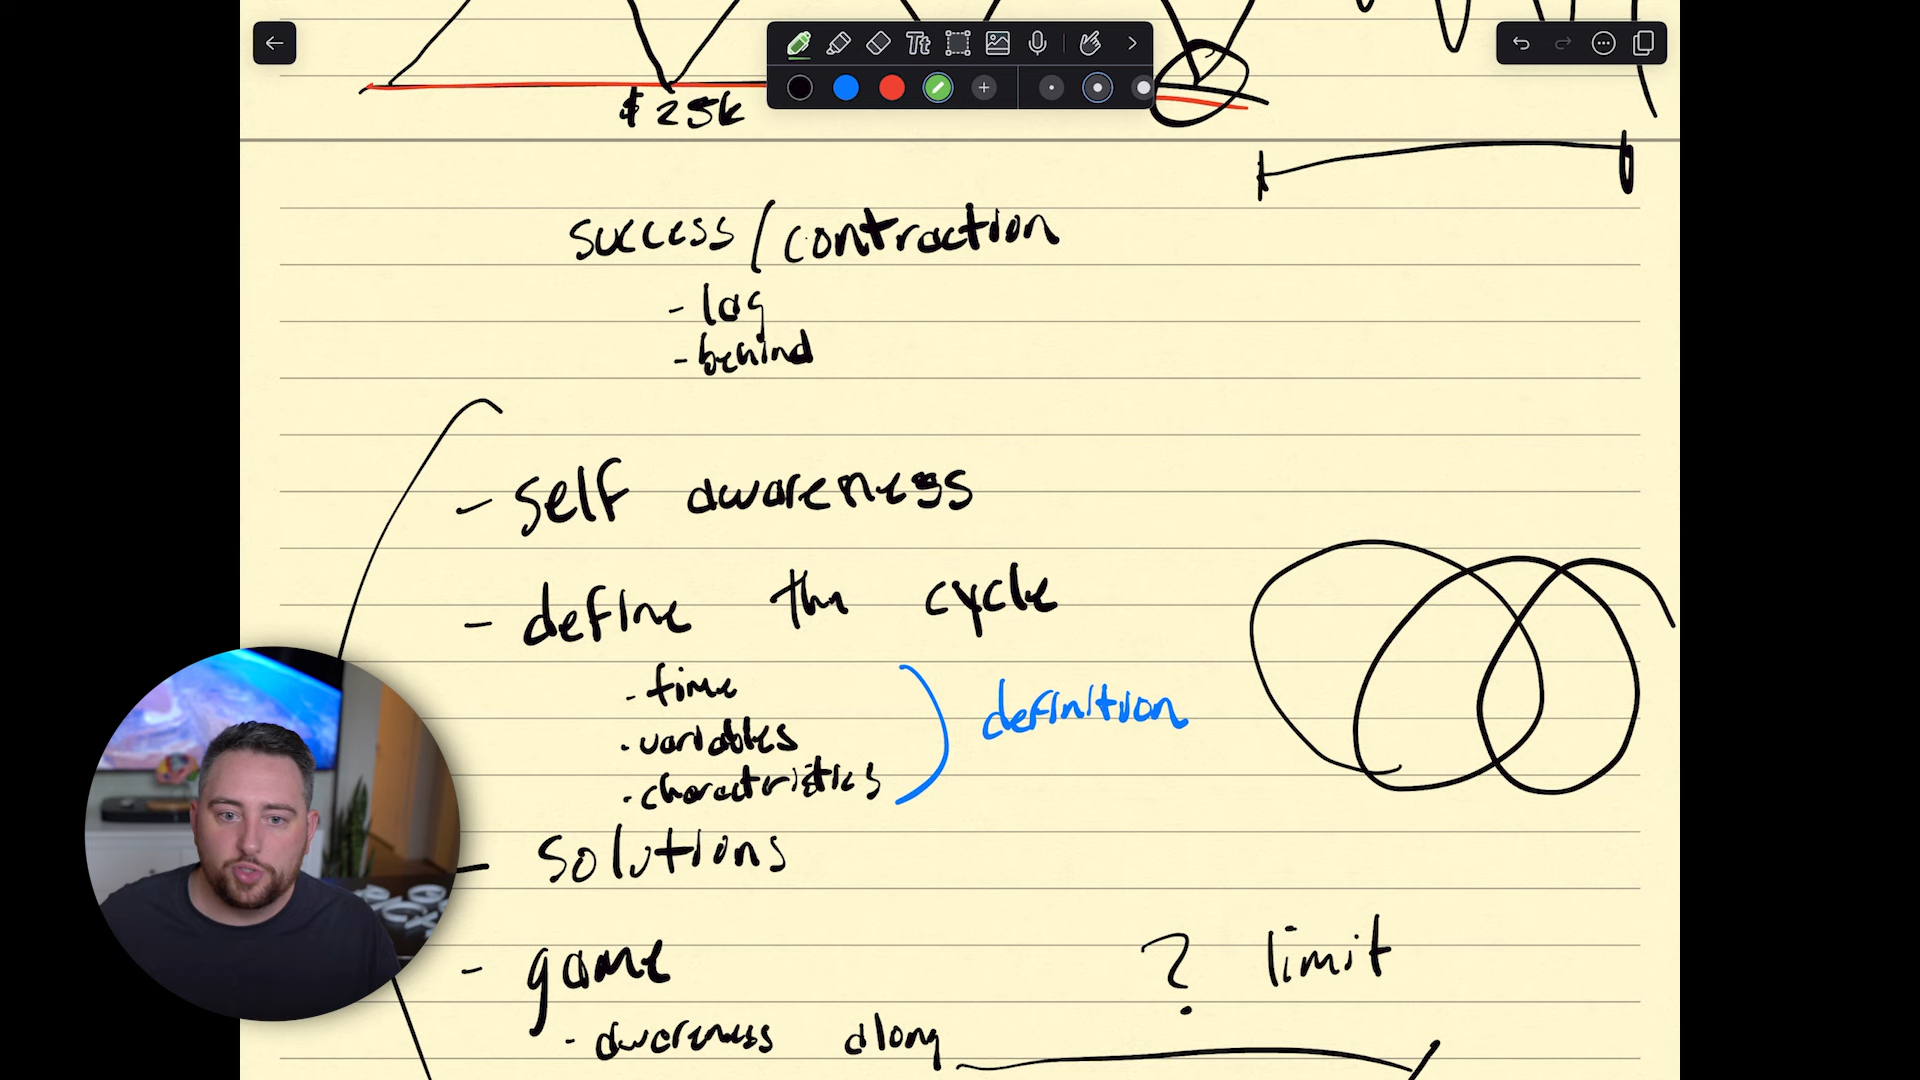 Tt
$25k
success/contraction
- lag
- behind
- self awareness
- define the cycle
· time
· variables
· characteristics
definition
- solutions
- game
? limit
- awareness along